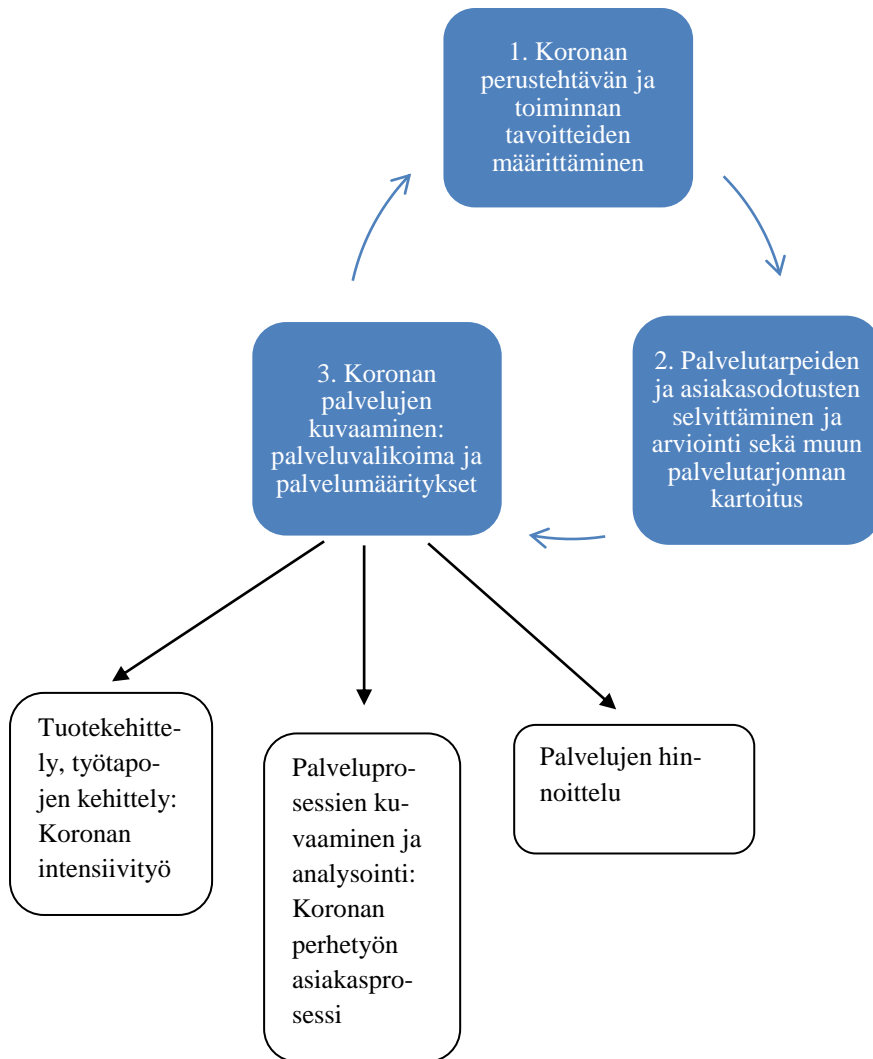 1. Koronan
perustehtävän ja
toiminnan
tavoitteiden
määrittäminen
2. Palvelutarpeiden
ja asiakasodotusten
selvittäminen ja
arviointi sekä muun
palvelutarjonnan
kartoitus
3. Koronan
palvelujen
kuvaaminen:
palveluvalikoima ja
palvelumääritykset
Tuotekehitte-
ly, työtapo-
jen kehittely:
Koronan
intensiivityö
Palvelupro-
sessien ku-
vaaminen ja
analysointi:
Koronan
perhetyön
asiakaspro-
sessi
Palvelujen hin-
noittelu